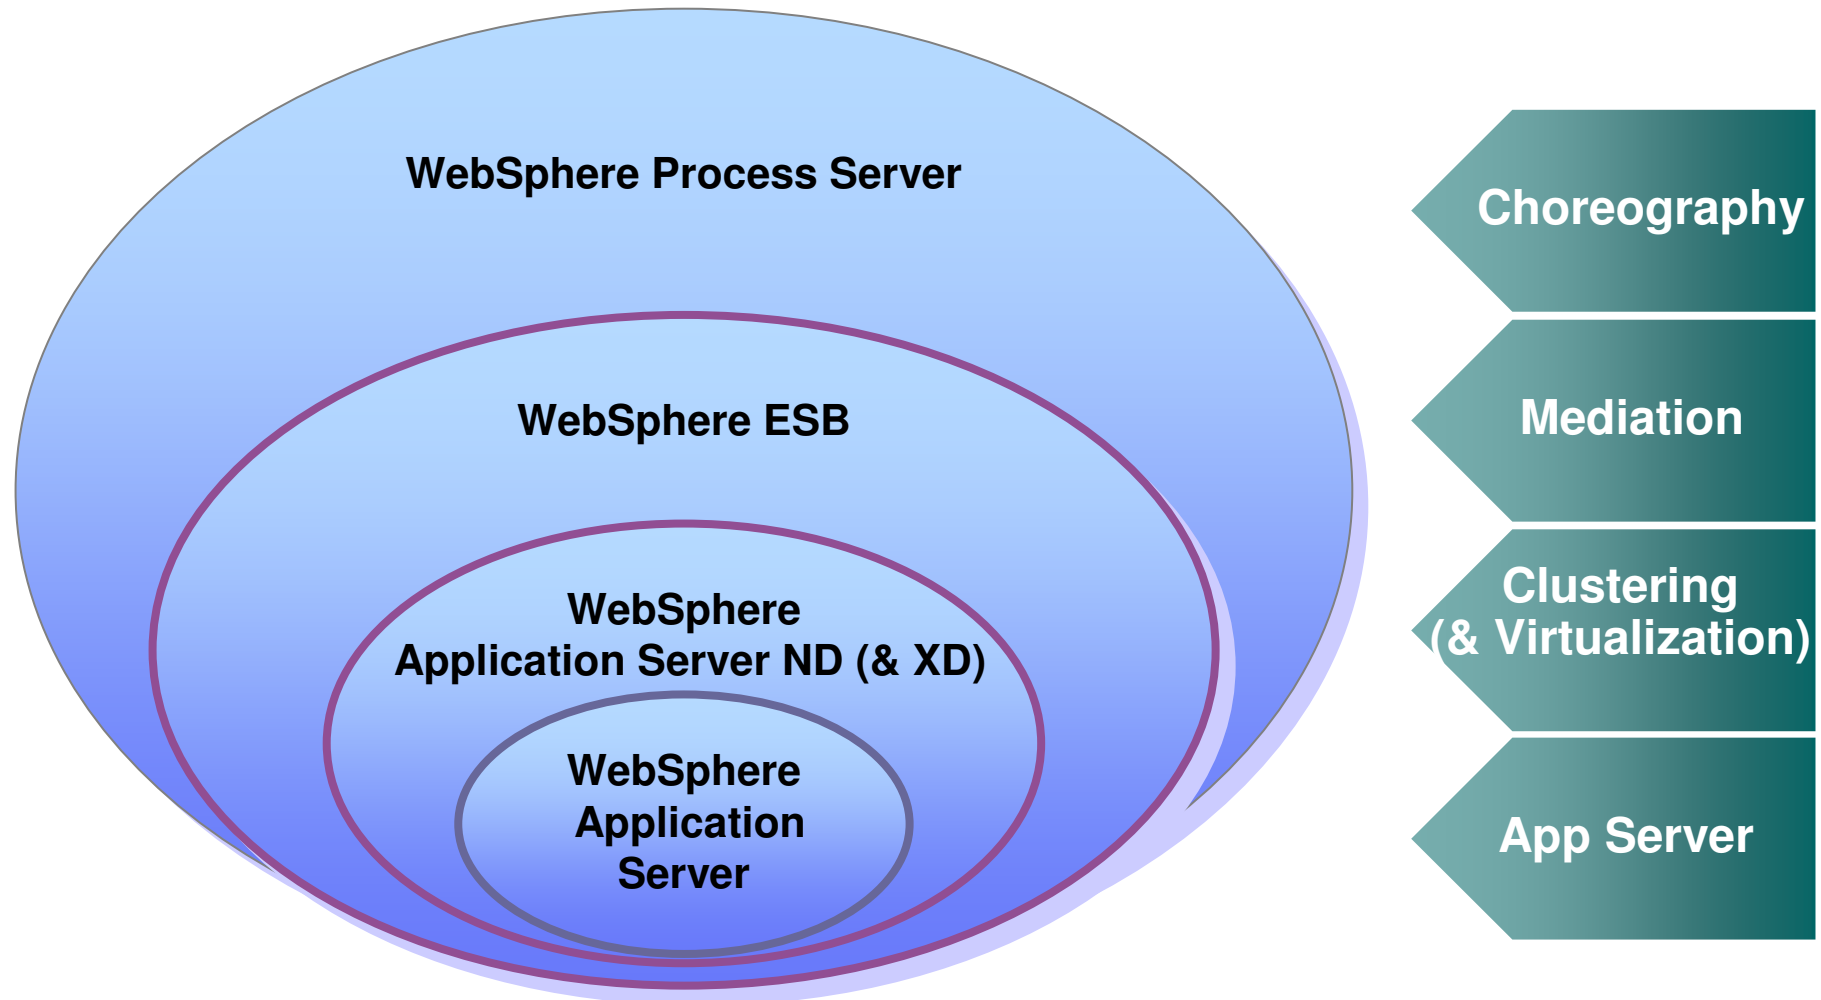 WebSphere Process Server
Choreography
WebSphere ESB
Mediation
WebSphere
Application Server ND (& XD)
Clustering
(& Virtualization)
WebSphere
Application
Server
App Server